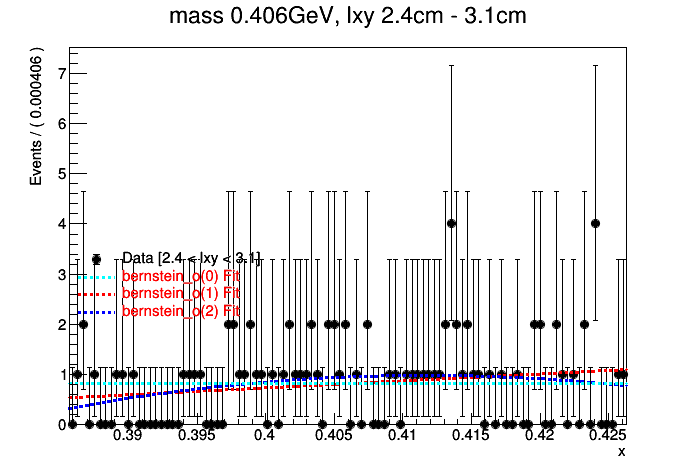 mass 0.406GeV, lxy 2.4cm - 3.1cm
Events / ( 0.000406 )
7
6
5
4
3
2
1
0
Data [2.4 < lxy < 3.1]
bernstein_o(0) Fit
bernstein_o(1) Fit
bernstein_o(2) Fit
0.39 0.395 0.4 0.405 0.41 0.415 0.42 0.425
x